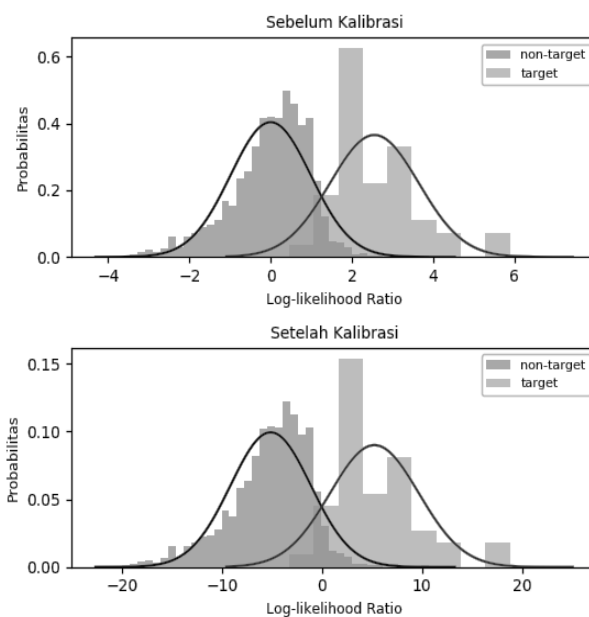 Sebelum Kalibrasi
non-target
target
0.6
0.4
0.2
0.0
Probabilitas
−4 −2 0 2 4 6
Log-likelihood Ratio
Setelah Kalibrasi
non-target
target
0.15
0.10
0.05
0.00
Probabilitas
−20 −10 0 10 20
Log-likelihood Ratio